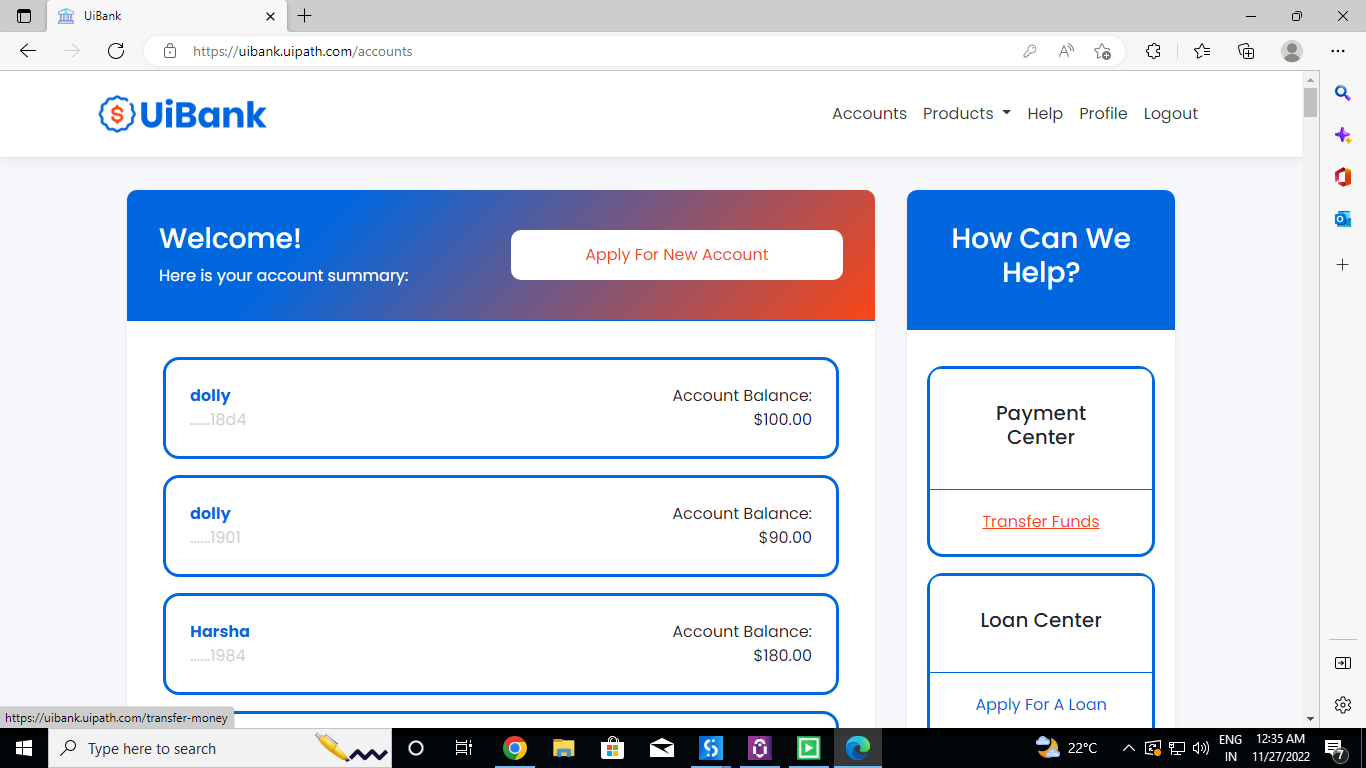 UiBank
https://uibank.uipath.com/accounts
UiBank
Accounts Products Help Profile Logout
Welcome!
Here is your account summary:
Apply For New Account
dolly
......18d4
Account Balance:
$100.00
dolly
......1901
Account Balance:
$90.00
Harsha
......1984
Account Balance:
$180.00
How Can We
Help?
Payment
Center
Transfer Funds
Loan Center
Apply For A Loan
https://uibank.uipath.com/transfer-money
Type here to search
22°C
ENG
IN
12:35 AM
11/27/2022
7